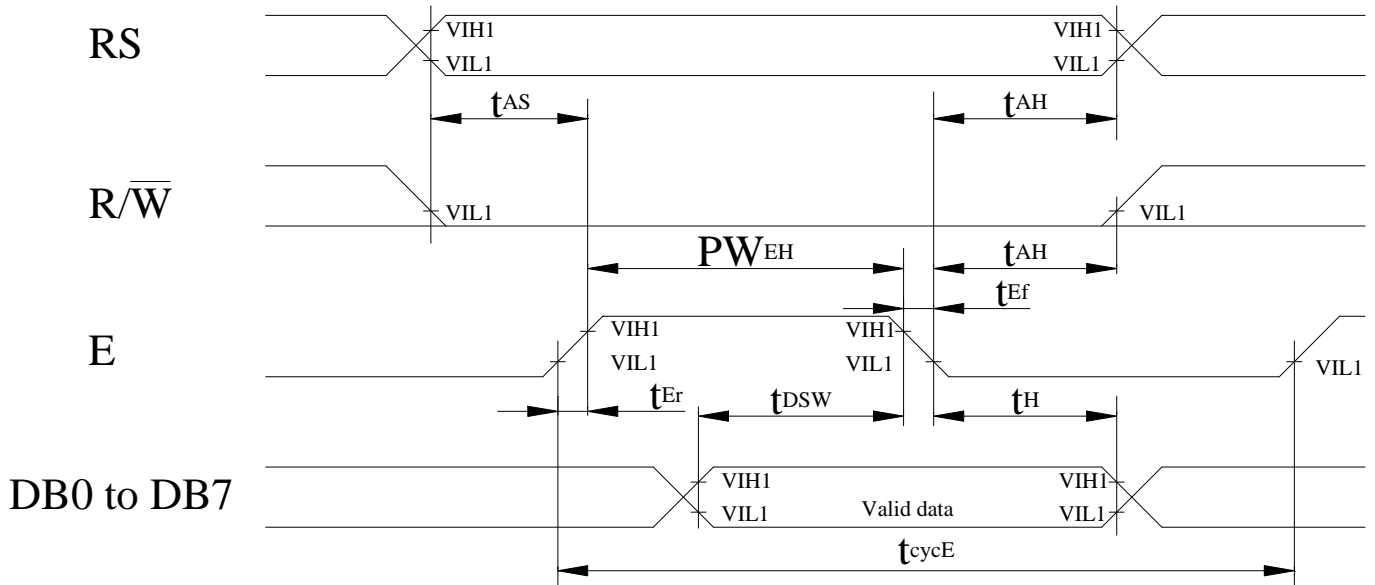 RS
VIH1
VIH1
VIL1
VIL1
tAS
tAH
R/W̅
VIL1
VIL1
PWEH
tAH
tEf
E
VIH1
VIH1
VIL1
VIL1
VIL1
tEr
tDSW
tH
DB0 to DB7
VIH1
VIH1
VIL1
Valid data
VIL1
tcycE